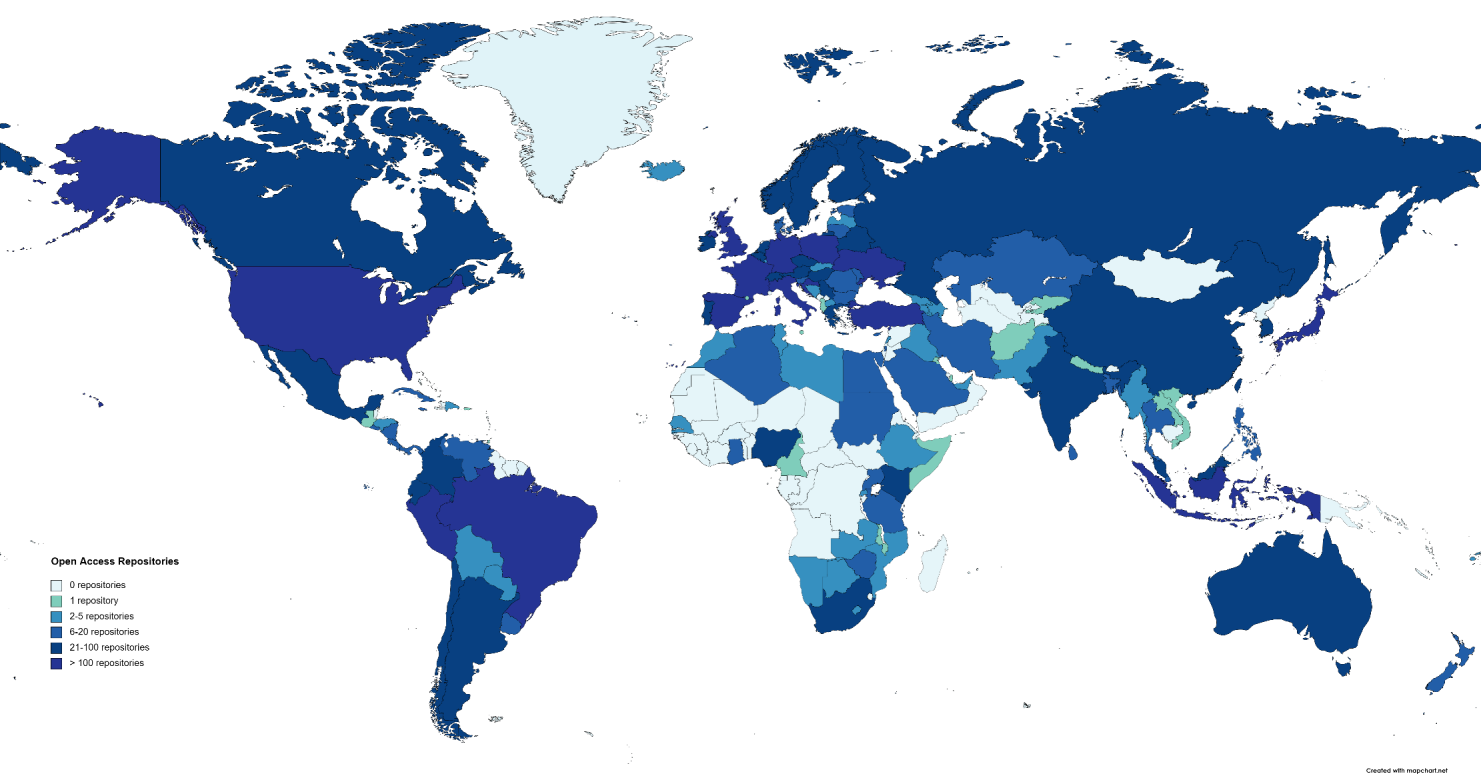 Open Access Repositories
0 repositories
1 repository
2-5 repositories
6-20 repositories
21-100 repositories
> 100 repositories
Created with mapchart.net